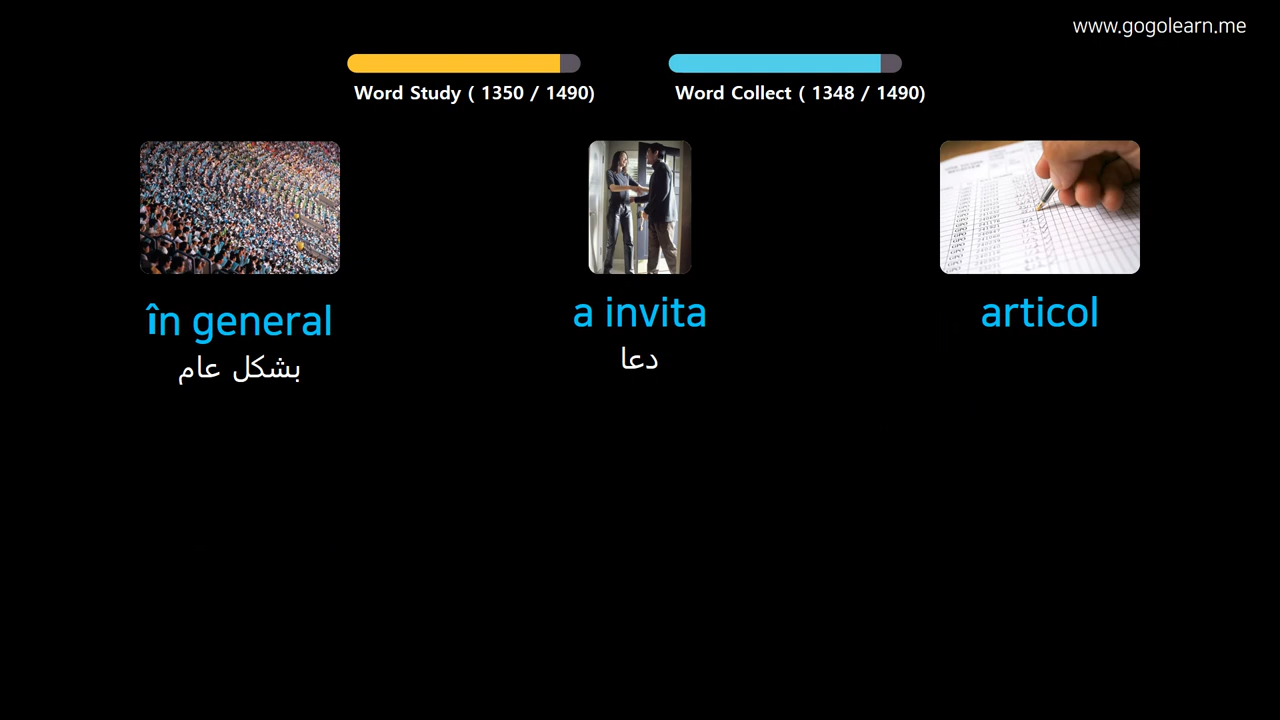 www.gogolearn.me
Word Study ( 1350 / 1490)
Word Collect ( 1348 / 1490)
în general
بشكل عام
a invita
دعا
articol